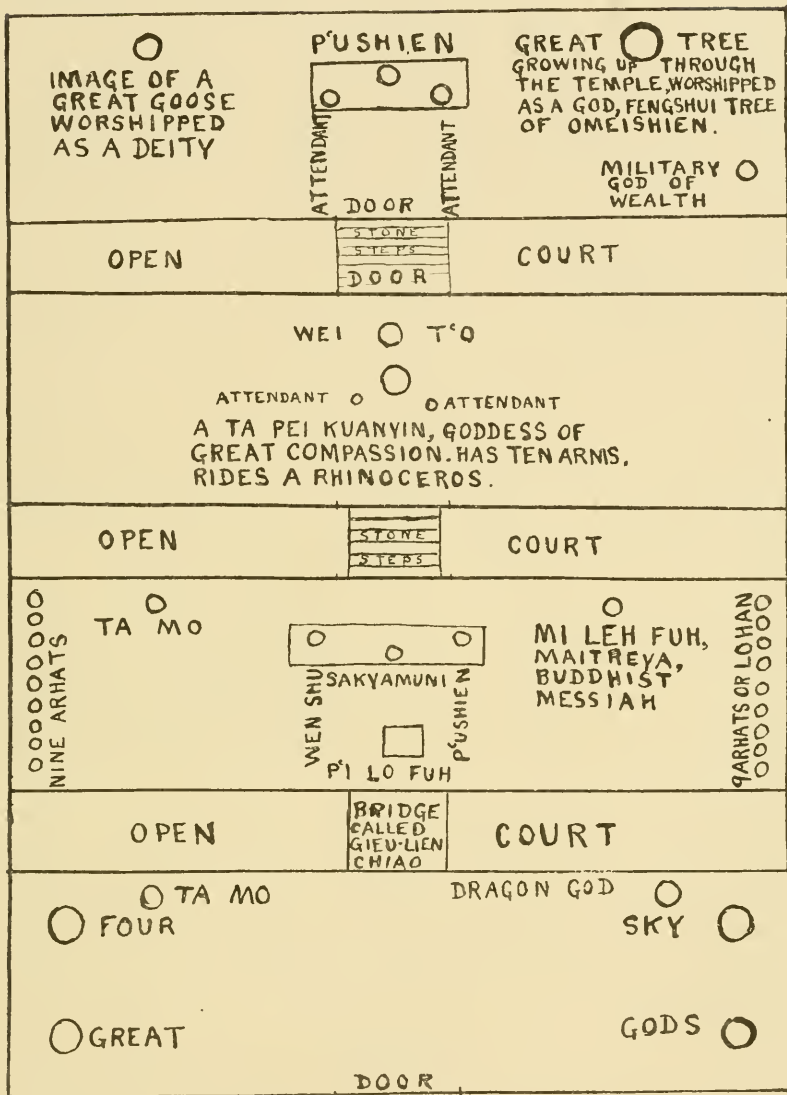 P'USHIEN
IMAGE OF A
GREAT GOOSE
WORSHIPPED
AS A DEITY
ATTENDANT
ATTENDANT
DOOR
GREAT TREE
GROWING UP THROUGH
THE TEMPLE, WORSHIPPED
AS A GOD, FENGSHUI TREE
OF OMEISHIEN.
MILITARY
GOD OF
WEALTH
OPEN
STONE
STEPS
DOOR
COURT
WEI T'O
ATTENDANT
ATTENDANT
A TA PEI KUANYIN, GODDESS OF
GREAT COMPASSION. HAS TEN ARMS,
RIDES A RHINOCEROS.
OPEN
STONE
STEPS
COURT
NINE ARHATS
TA MO
SAKYAMUNI
WEN SHU
P'USHIEN
P'I LO FUH
MI LEH FUH,
MAITREYA,
BUDDHIST
MESSIAH
9 ARHATS OR LOHAN
OPEN
BRIDGE
CALLED
GIEU-LIEN
CHIAO
COURT
TA MO
DRAGON GOD
FOUR
SKY
GREAT
GODS
DOOR